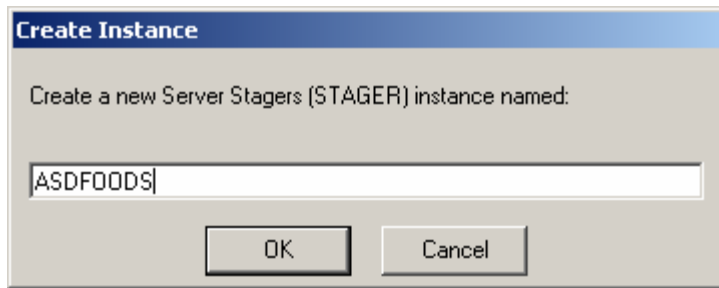 Create Instance
Create a new Server Stagers (STAGER) instance named:
ASDFOODS
OK Cancel